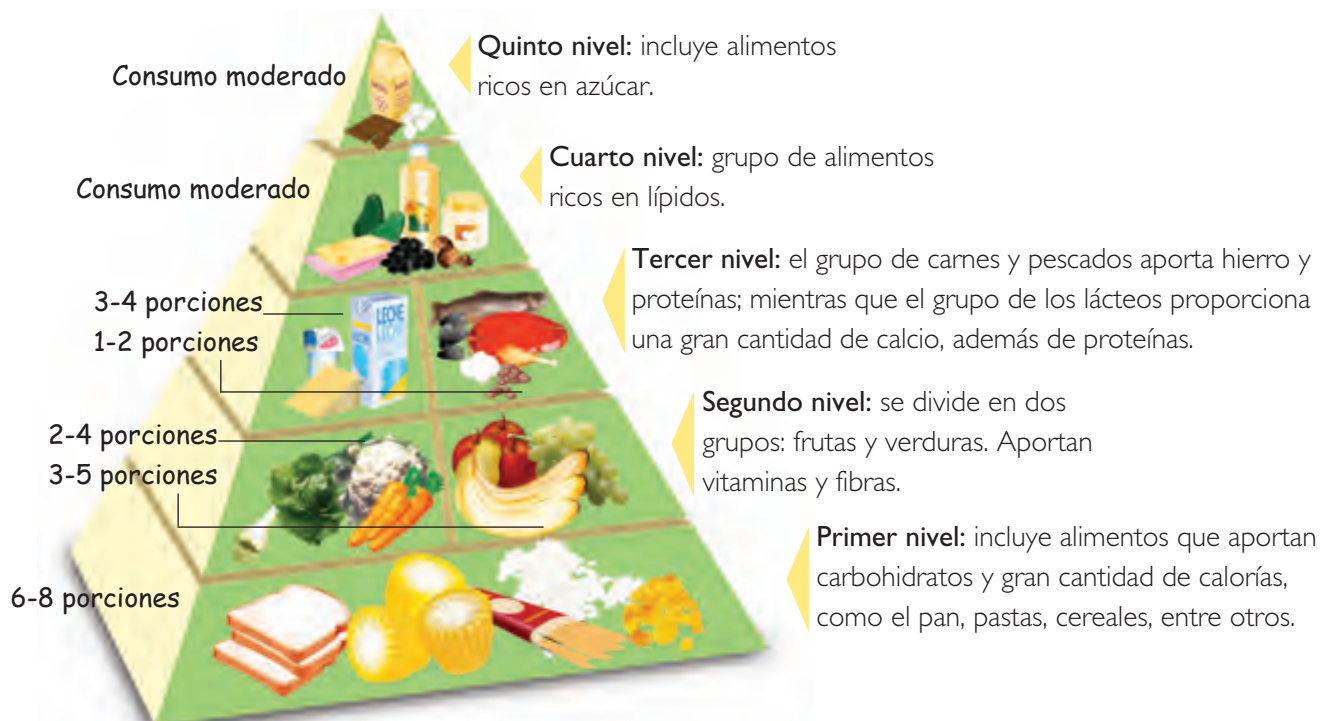 Consumo moderado
Quinto nivel: incluye alimentos
ricos en azúcar.
Consumo moderado
Cuarto nivel: grupo de alimentos
ricos en lípidos.
3-4 porciones
1-2 porciones
Tercer nivel: el grupo de carnes y pescados aporta hierro y
proteínas; mientras que el grupo de los lácteos proporciona
una gran cantidad de calcio, además de proteínas.
LECHE
2-4 porciones
3-5 porciones
Segundo nivel: se divide en dos
grupos: frutas y verduras. Aportan
vitaminas y fibras.
6-8 porciones
Primer nivel: incluye alimentos que aportan
carbohidratos y gran cantidad de calorías,
como el pan, pastas, cereales, entre otros.